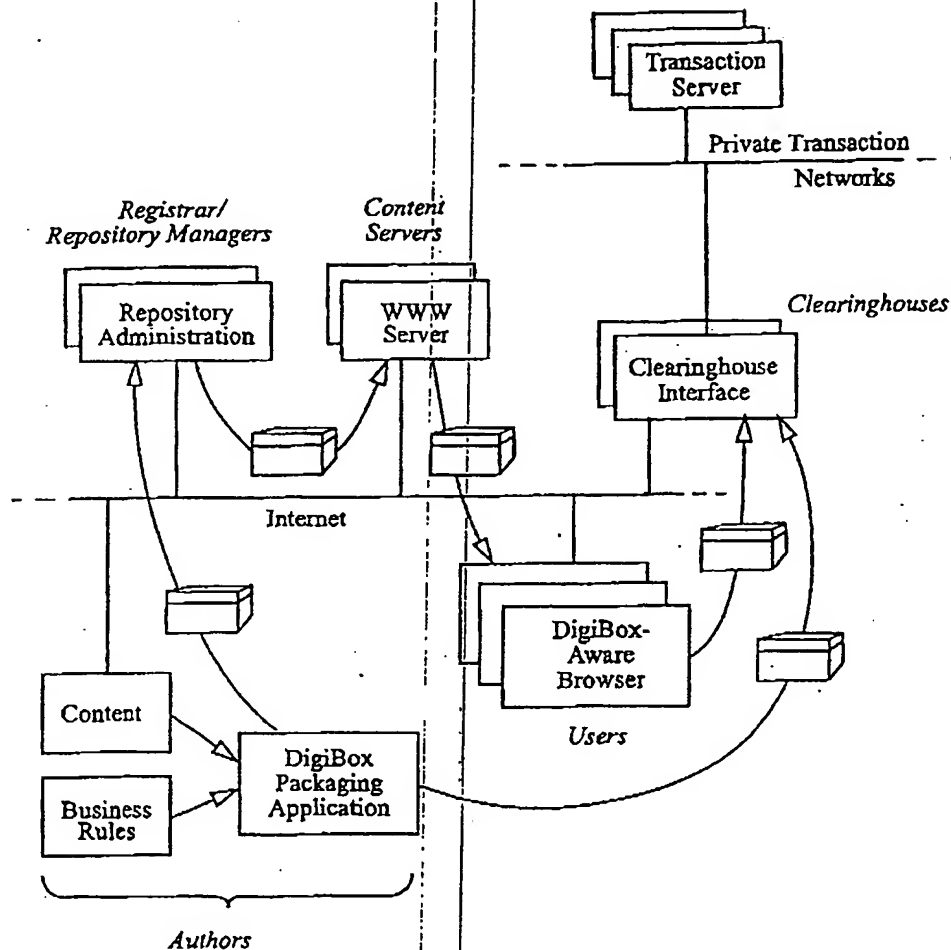 Transaction
Server
Private Transaction
Networks
Registrar/
Repository Managers
Content
Servers
Repository
Administration
WWW
Server
Clearinghouses
Clearinghouse
Interface
Internet
DigiBox-
Aware
Browser
Users
Content
Business
Rules
DigiBox
Packaging
Application
Authors